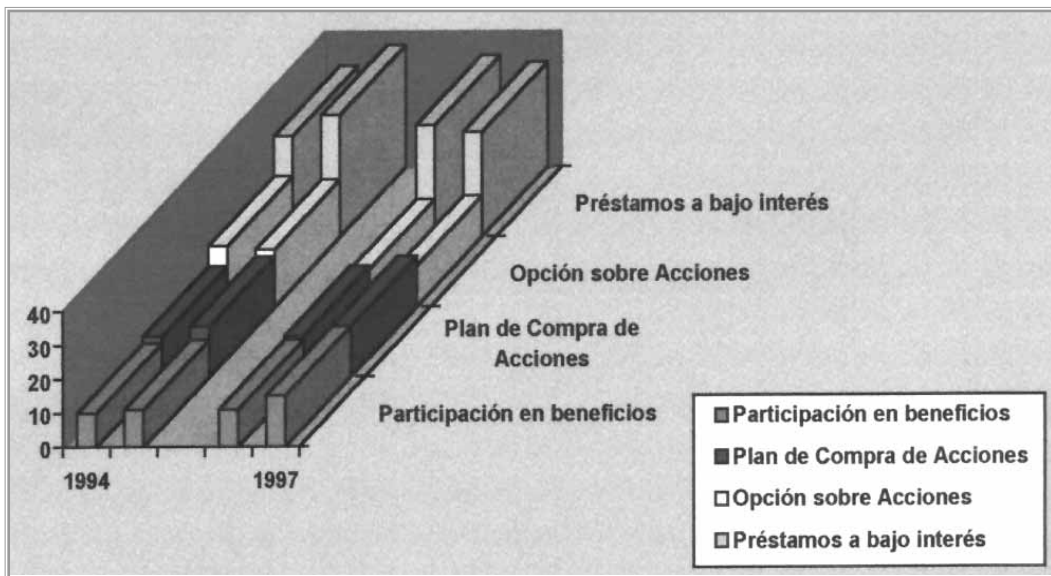 40
30
20
10
0
1994
1997
Préstamos a bajo interés
Opción sobre Acciones
Plan de Compra de
Acciones
Participación en beneficios
Participación en beneficios
Plan de Compra de Acciones
Opción sobre Acciones
Préstamos a bajo interés